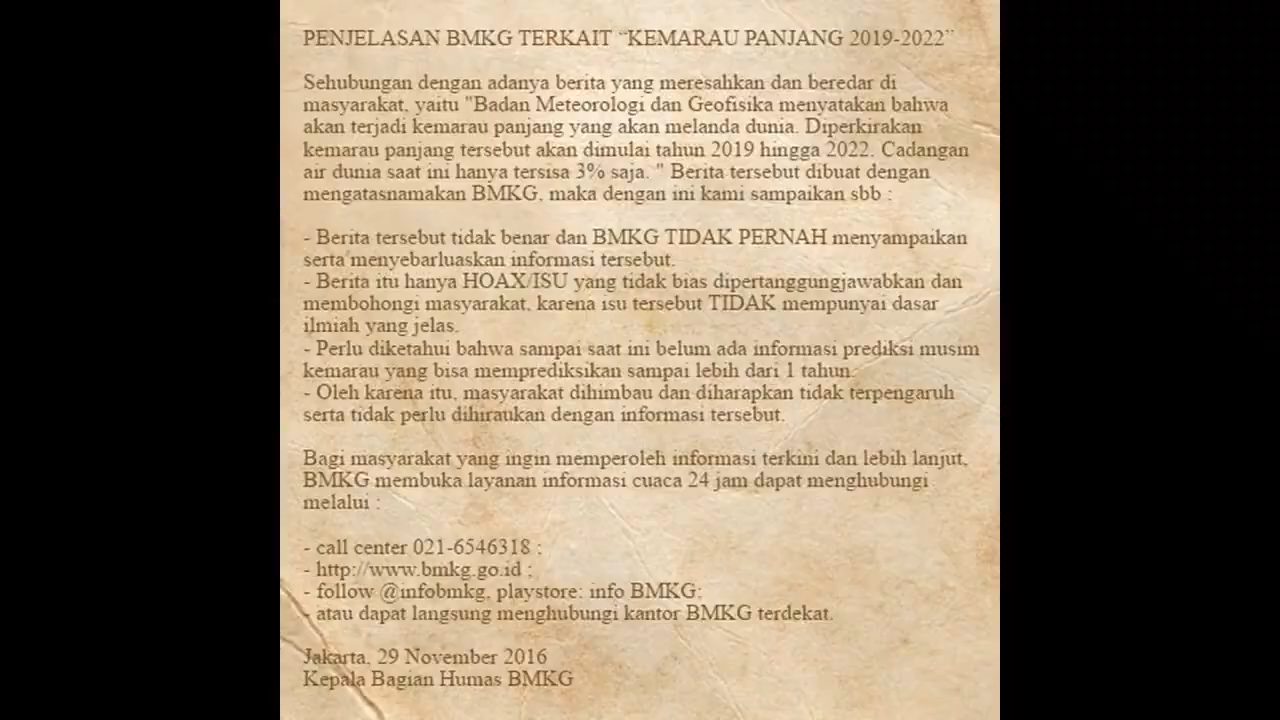 PENJELASAN BMKG TERKAIT “KEMARAU PANJANG 2019-2022”
Sehubungan dengan adanya berita yang meresahkan dan beredar di
masyarakat, yaitu "Badan Meteorologi dan Geofisika menyatakan bahwa
akan terjadi kemarau panjang yang akan melanda dunia. Diperkirakan
kemarau panjang tersebut akan dimulai tahun 2019 hingga 2022. Cadangan
air dunia saat ini hanya tersisa 3% saja. " Berita tersebut dibuat dengan
mengatasnamakan BMKG, maka dengan ini kami sampaikan sbb :
- Berita tersebut tidak benar dan BMKG TIDAK PERNAH menyampaikan
serta menyebarluaskan informasi tersebut.
- Berita itu hanya HOAX/ISU yang tidak bias dipertanggungjawabkan dan
membohongi masyarakat, karena isu tersebut TIDAK mempunyai dasar
ilmiah yang jelas.
- Perlu diketahui bahwa sampai saat ini belum ada informasi prediksi musim
kemarau yang bisa memprediksikan sampai lebih dari 1 tahun.
- Oleh karena itu, masyarakat dihimbau dan diharapkan tidak terpengaruh
serta tidak perlu dihiraukan dengan informasi tersebut.
Bagi masyarakat yang ingin memperoleh informasi terkini dan lebih lanjut,
BMKG membuka layanan informasi cuaca 24 jam dapat menghubungi
melalui :
- call center 021-6546318 :
- http://www.bmkg.go.id ;
- follow @infobmkg, playstore: info BMKG;
- atau dapat langsung menghubungi kantor BMKG terdekat.
Jakarta, 29 November 2016
Kepala Bagian Humas BMKG